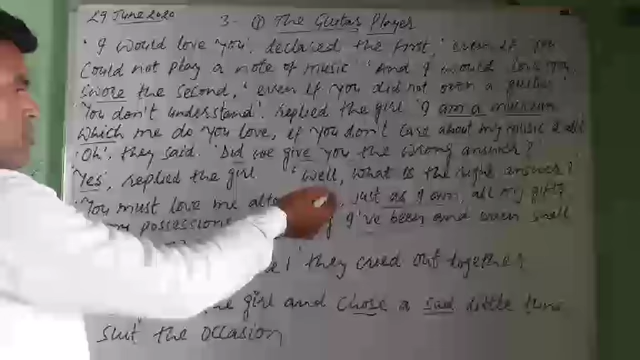 29 June 2020 3- ① The Guitar Player
'I would love you', declared the first, 'even if you
could not play a note of music' 'And I would love you
swore the second, 'even if you did not own a guitar'
'You don't understand', replied the girl 'I am a musician
Which me do you love, if you don't care about my music at all?
'Oh', they said. 'Did we give you the wrong answer?
'Yes', replied the girl 'Well, What is the right answer?
'You must love me just as I am, all my gifts
my possessions I've been and even shall
they cried out together
the girl and chose a sad little tune
suit the occasion